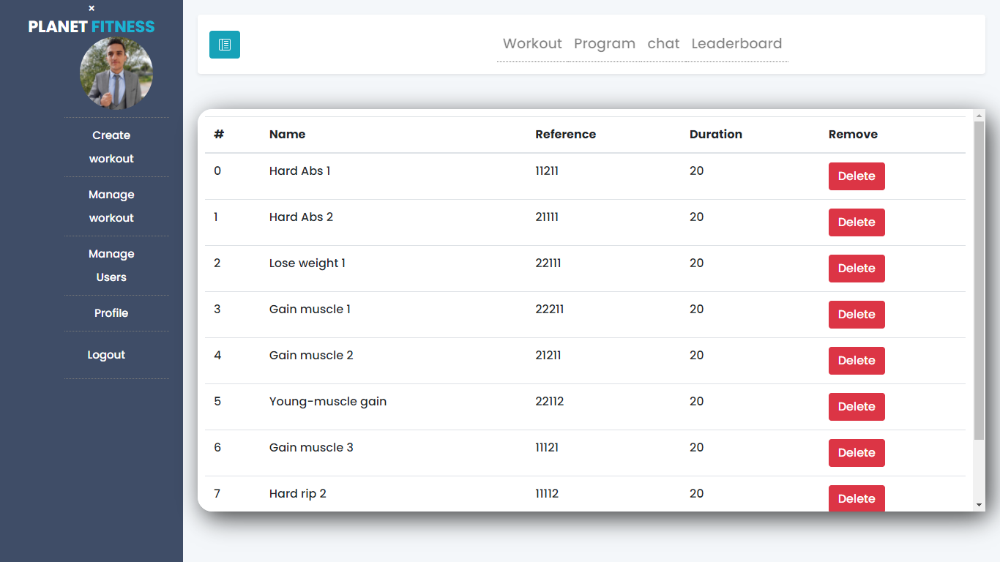 ×
PLANET FITNESS
Create
workout
Manage
workout
Manage
Users
Profile
Logout
Workout Program chat Leaderboard
# Name Reference Duration Remove
0 Hard Abs 1 11211 20 Delete
1 Hard Abs 2 21111 20 Delete
2 Lose weight 1 22111 20 Delete
3 Gain muscle 1 22211 20 Delete
4 Gain muscle 2 21211 20 Delete
5 Young-muscle gain 22112 20 Delete
6 Gain muscle 3 11121 20 Delete
7 Hard rip 2 11112 20 Delete